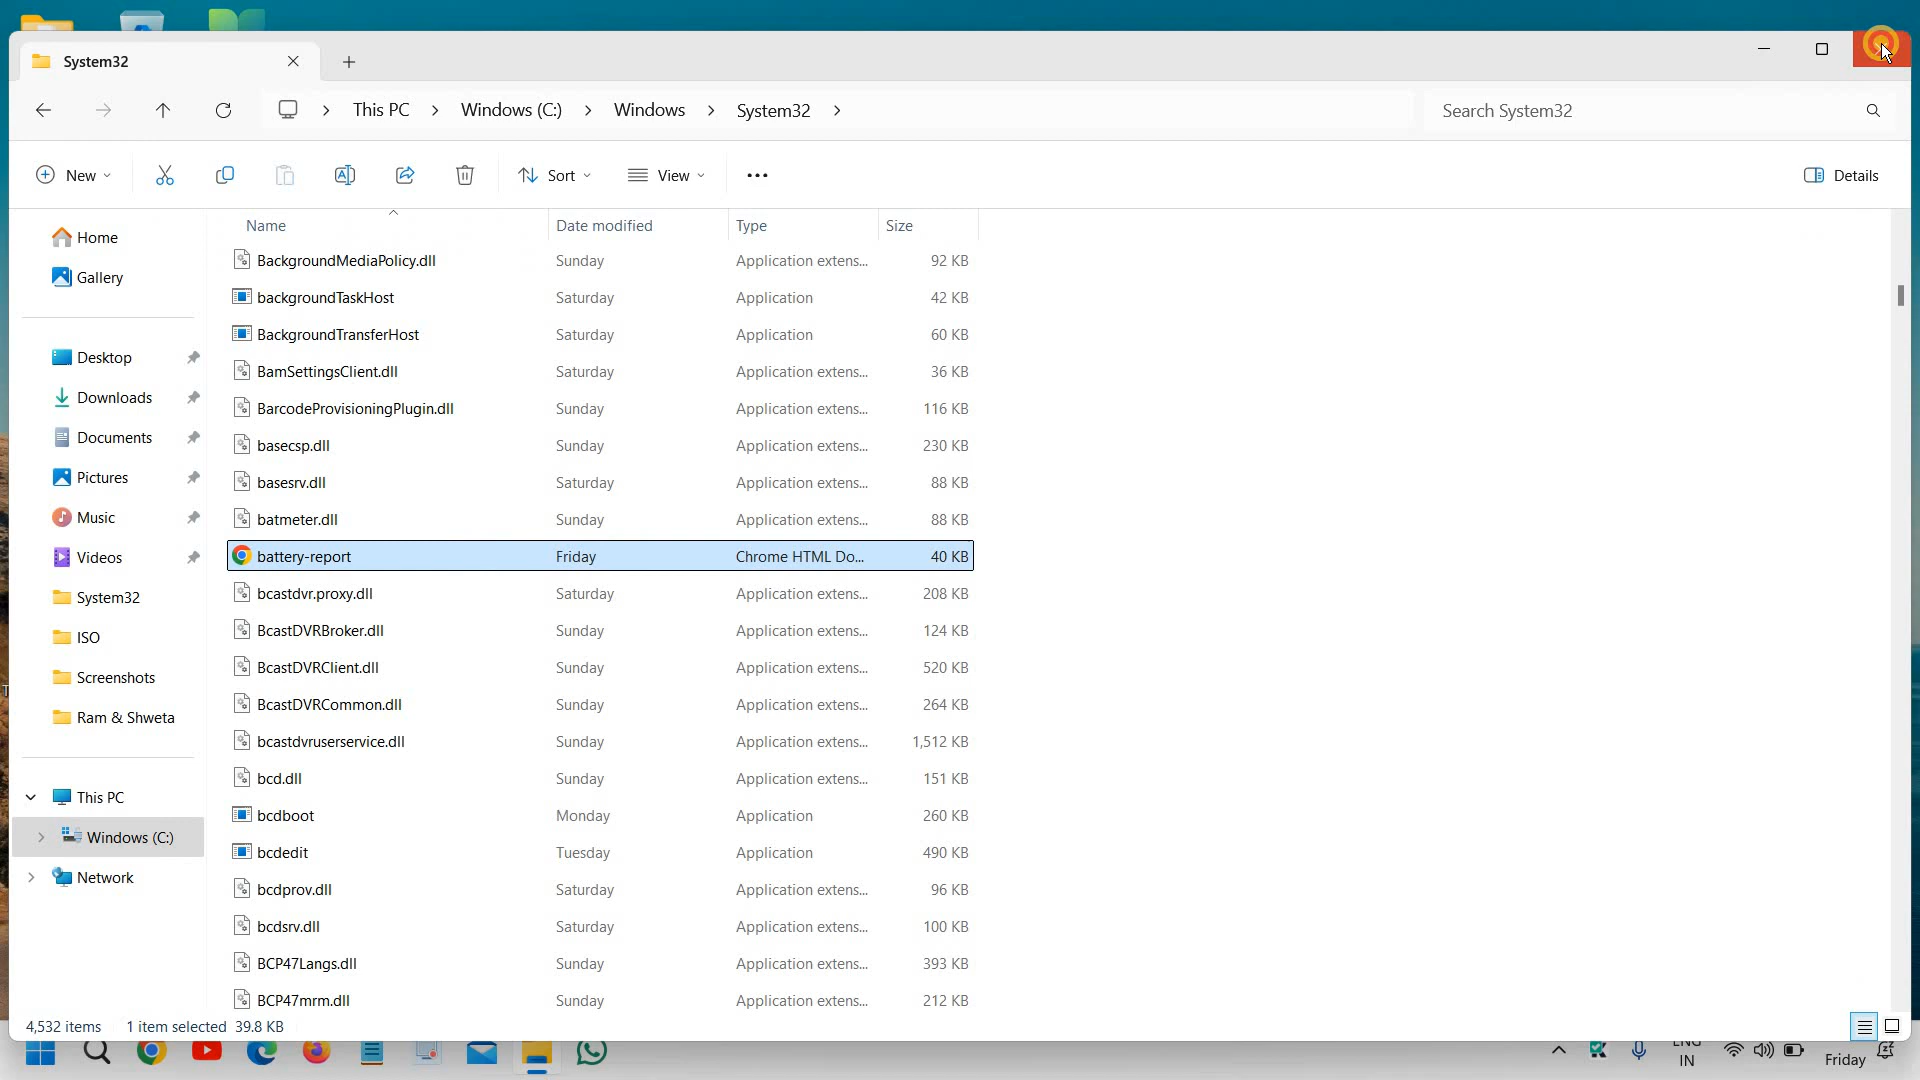 System32
This PC > Windows (C:) > Windows > System32 >
Search System32
New
Sort
View
Details
Home
Gallery
Desktop
Downloads
Documents
Pictures
Music
Videos
System32
ISO
Screenshots
Ram & Shweta
This PC
Windows (C:)
Network
Name Date modified Type Size
BackgroundMediaPolicy.dll Sunday Application extens... 92 KB
backgroundTaskHost Saturday Application 42 KB
BackgroundTransferHost Saturday Application 60 KB
BamSettingsClient.dll Saturday Application extens... 36 KB
BarcodeProvisioningPlugin.dll Sunday Application extens... 116 KB
basecsp.dll Sunday Application extens... 230 KB
basesrv.dll Saturday Application extens... 88 KB
batmeter.dll Sunday Application extens... 88 KB
battery-report Friday Chrome HTML Do... 40 KB
bcastdvr.proxy.dll Saturday Application extens... 208 KB
BcastDVRBroker.dll Sunday Application extens... 124 KB
BcastDVRClient.dll Sunday Application extens... 520 KB
BcastDVRCommon.dll Sunday Application extens... 264 KB
bcastdvruserservice.dll Sunday Application extens... 1,512 KB
bcd.dll Sunday Application extens... 151 KB
bcdboot Monday Application 260 KB
bcdedit Tuesday Application 490 KB
bcdprov.dll Saturday Application extens... 96 KB
bcdsrv.dll Saturday Application extens... 100 KB
BCP47Langs.dll Sunday Application extens... 393 KB
BCP47mrm.dll Sunday Application extens... 212 KB
4,532 items 1 item selected 39.8 KB
ENG
IN
Friday